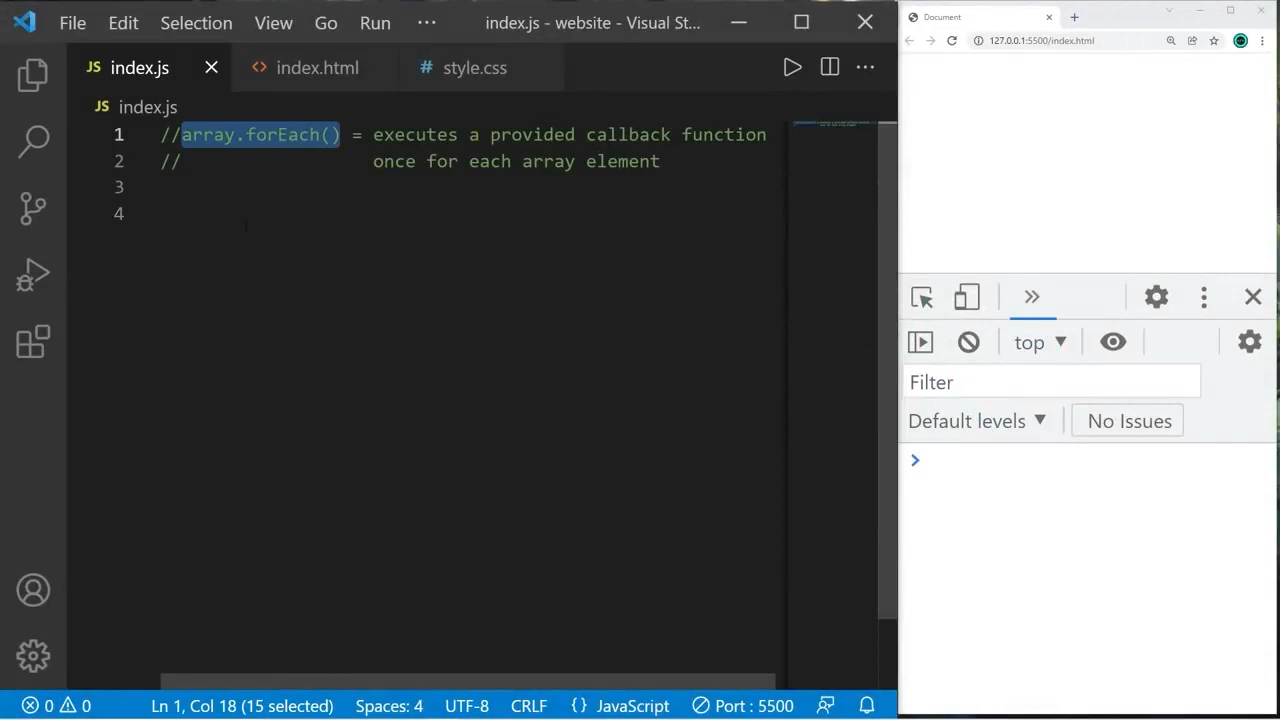 File Edit Selection View Go Run ··· index.js - website - Visual St...
JS index.js <> index.html # style.css
JS index.js
1 //array.forEach() = executes a provided callback function
2 // once for each array element
3
4
0 0 Ln 1, Col 18 (15 selected) Spaces: 4 UTF-8 CRLF {} JavaScript Port : 5500
Document
127.0.0.1:5500/index.html
top
Filter
Default levels No Issues